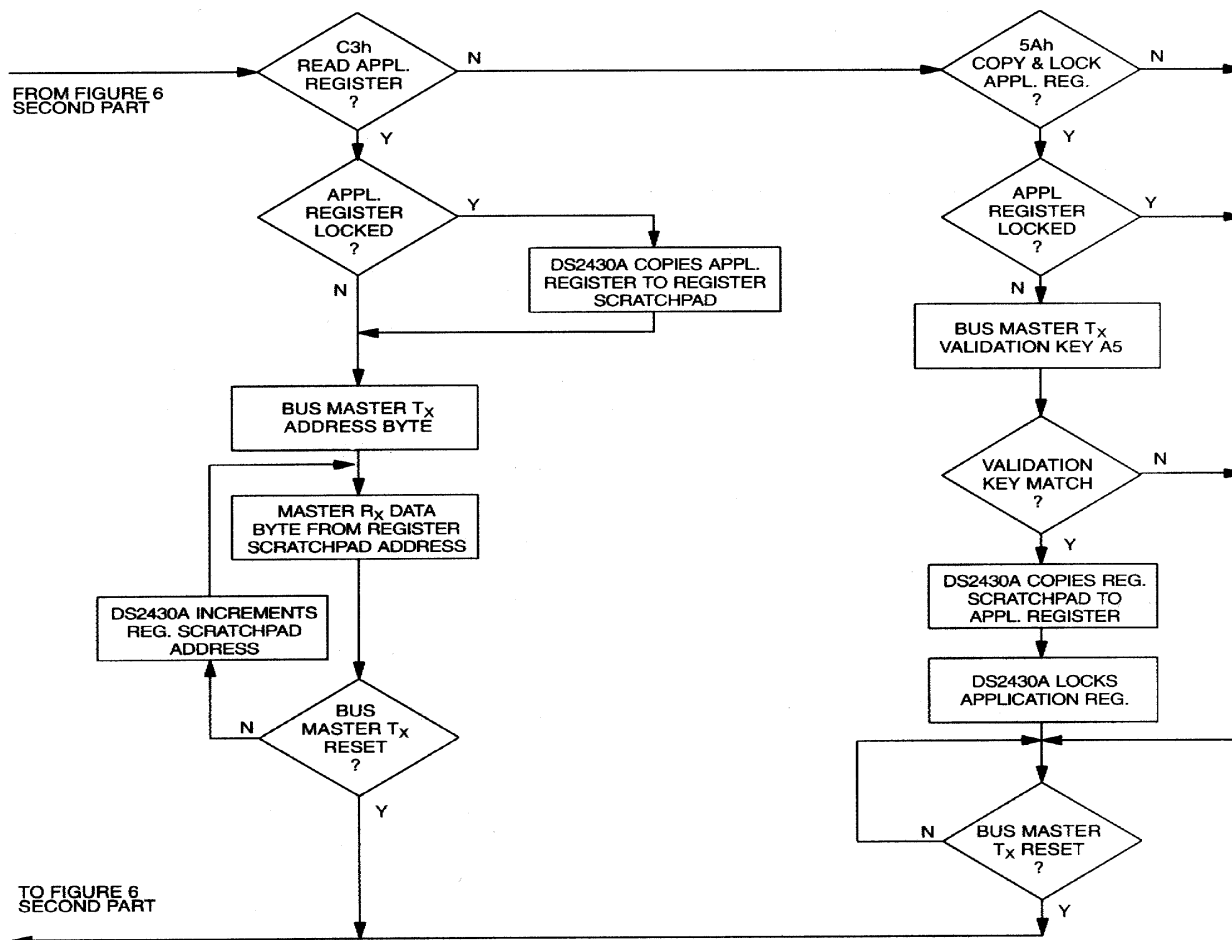 C3h
READ APPL.
REGISTER
?
N
Y
FROM FIGURE 6
SECOND PART
APPL.
REGISTER
LOCKED
?
Y
N
DS2430A COPIES APPL.
REGISTER TO REGISTER
SCRATCHPAD
BUS MASTER TX
ADDRESS BYTE
MASTER RX DATA
BYTE FROM REGISTER
SCRATCHPAD ADDRESS
DS2430A INCREMENTS
REG. SCRATCHPAD
ADDRESS
BUS
MASTER TX
RESET
?
N
Y
5Ah
COPY & LOCK
APPL. REG.
?
N
Y
APPL
REGISTER
LOCKED
?
Y
N
BUS MASTER TX
VALIDATION KEY A5
VALIDATION
KEY MATCH
?
N
Y
DS2430A COPIES REG.
SCRATCHPAD TO
APPL. REGISTER
DS2430A LOCKS
APPLICATION REG.
BUS MASTER
TX RESET
?
N
Y
TO FIGURE 6
SECOND PART